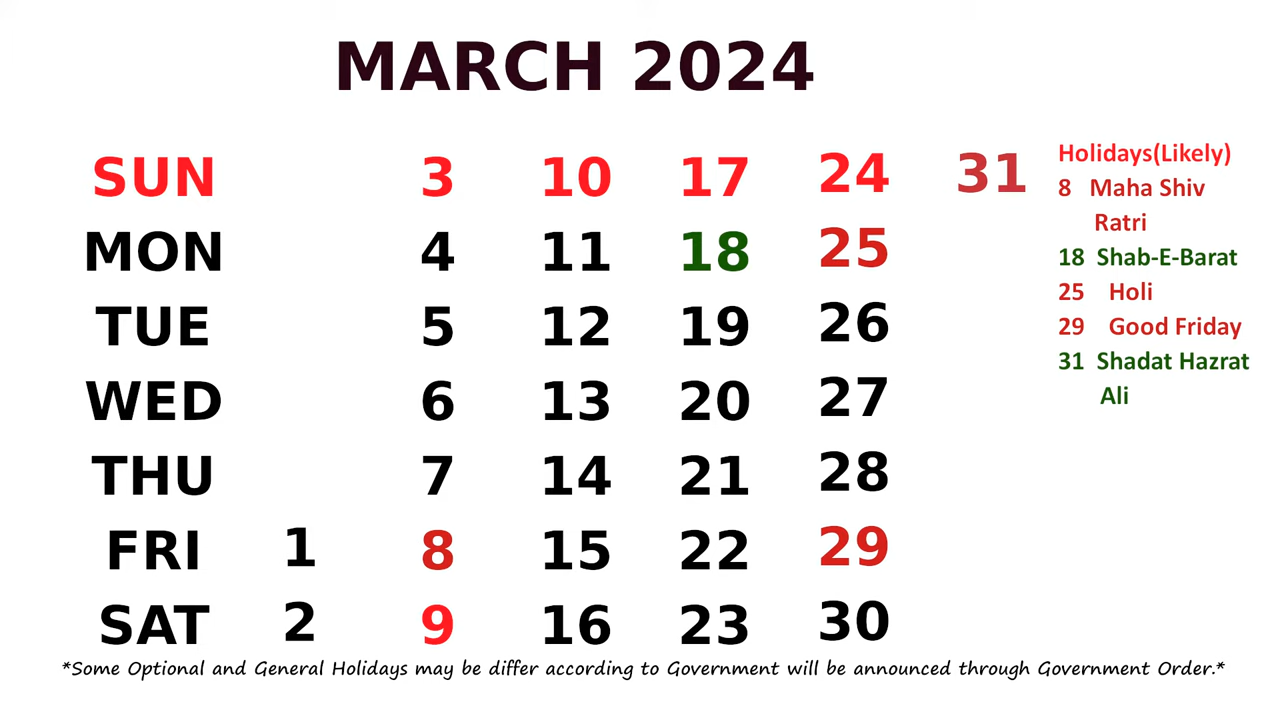 MARCH 2024
SUN 3 10 17 24 31
MON 4 11 18 25
TUE 5 12 19 26
WED 6 13 20 27
THU 7 14 21 28
FRI 1 8 15 22 29
SAT 2 9 16 23 30
Holidays(Likely)
8 Maha Shiv
Ratri
18 Shab-E-Barat
25 Holi
29 Good Friday
31 Shadat Hazrat
Ali
*Some Optional and General Holidays may be differ according to Government will be announced through Government Order.*